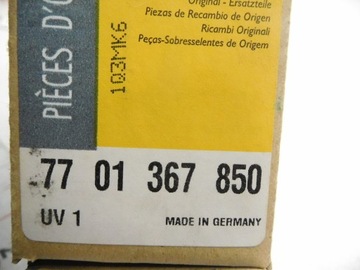 Original - Ersatzteile
Piezas de Recambio de Origen
Ricambi Originali
Peças-Sobresselentes de Origem
PIÈCES D'O
1Q3MK6
77 01 367 850
UV 1
MADE IN GERMANY